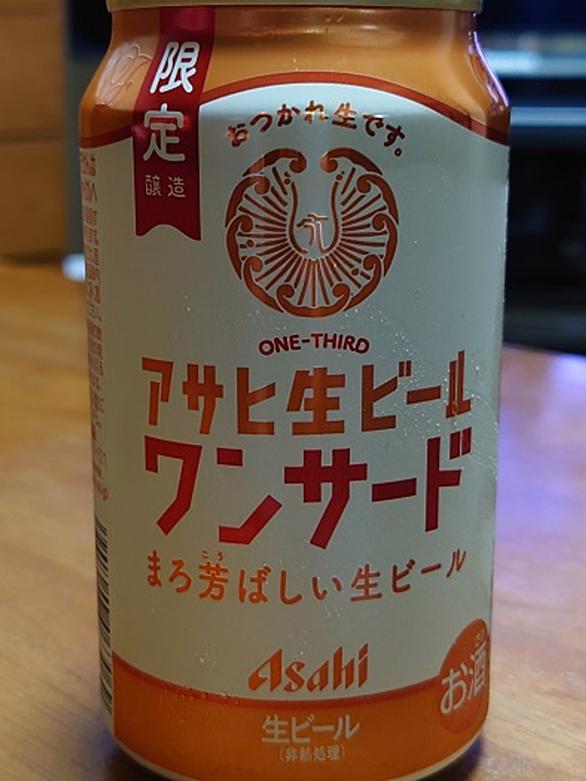 限定
醸造
おつかれ生です。
ONE-THIRD
アサヒ生ビール
ワンサード
まろ芳ばしい生ビール
こう
Asahi
お酒
生ビール
(非熱処理)